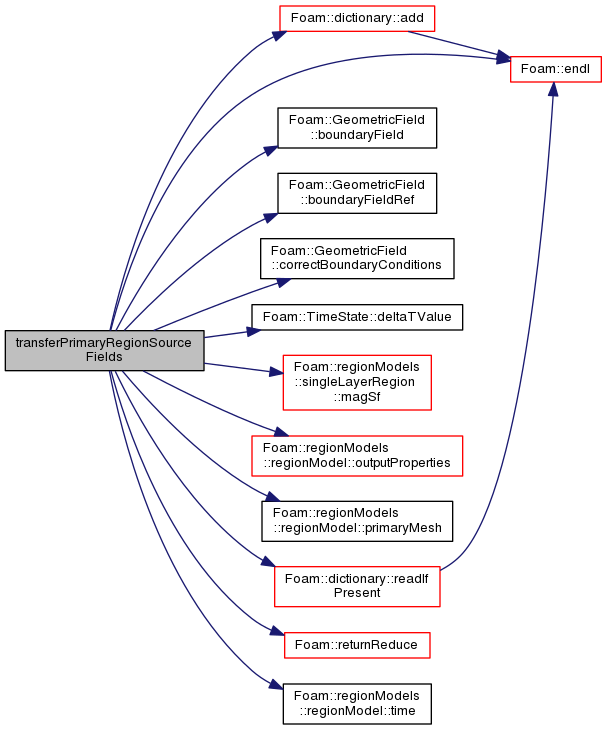 Foam::dictionary::add
Foam::endl
Foam::GeometricField
::boundaryField
Foam::GeometricField
::boundaryFieldRef
Foam::GeometricField
::correctBoundaryConditions
Foam::TimeState::deltaTValue
transferPrimaryRegionSource
Fields
Foam::regionModels
::singleLayerRegion
::magSf
Foam::regionModels
::regionModel::outputProperties
Foam::regionModels
::regionModel::primaryMesh
Foam::dictionary::readIf
Present
Foam::returnReduce
Foam::regionModels
::regionModel::time